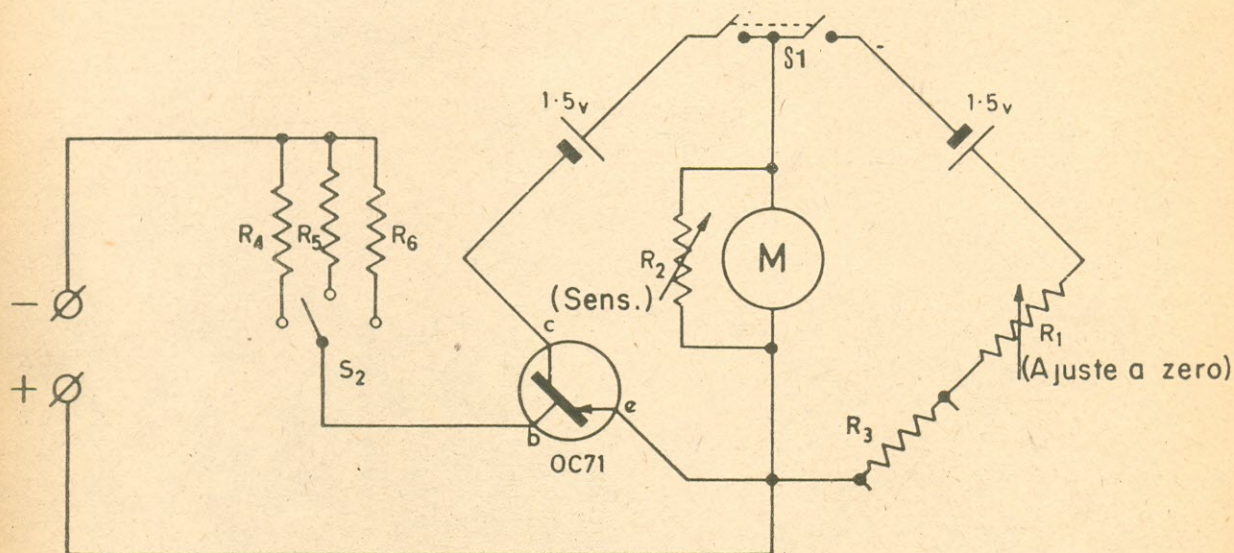 S1
1·5v
1·5v
R4
R5
R6
R2
(Sens.)
M
R1
(Ajuste a zero)
−
+
S2
c
b
e
OC71
R3